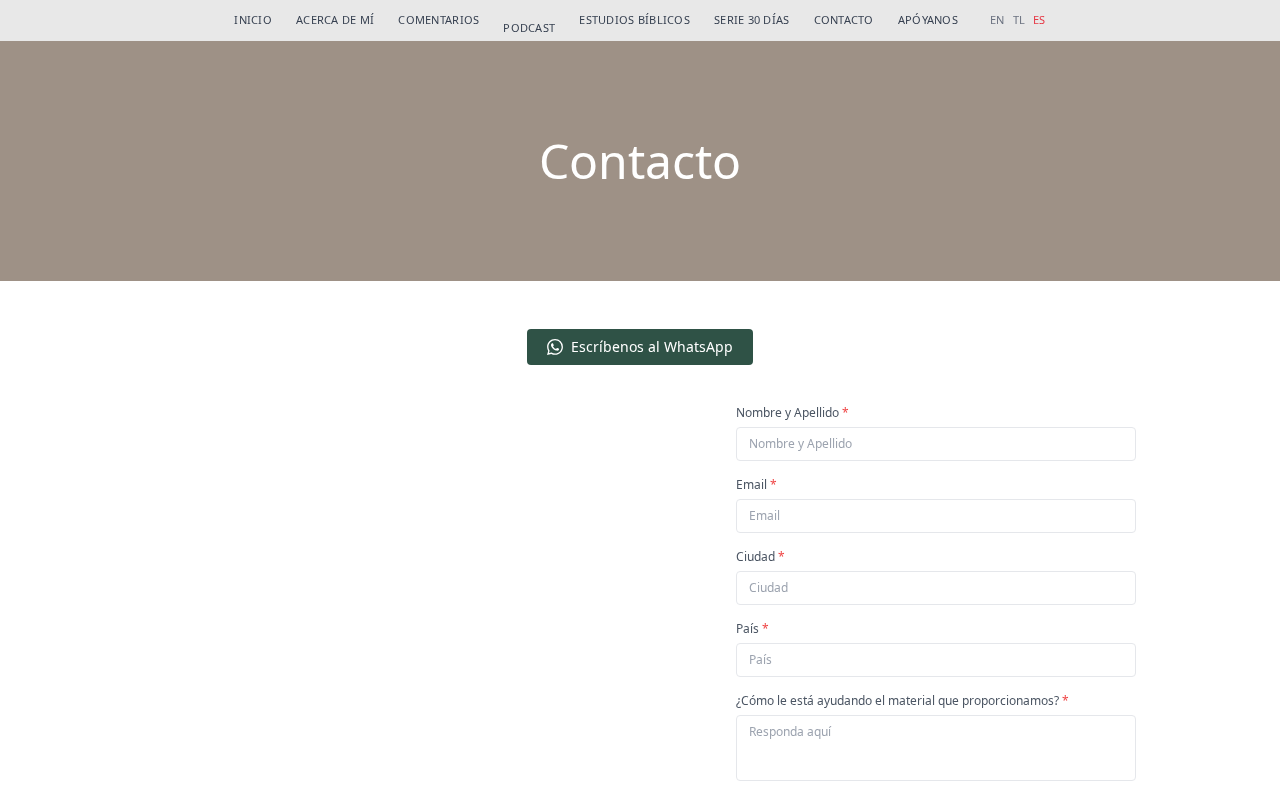 INICIO ACERCA DE MÍ COMENTARIOS PODCAST ESTUDIOS BÍBLICOS SERIE 30 DÍAS CONTACTO APÓYANOS EN TL ES
Contacto
Escríbenos al WhatsApp
Nombre y Apellido *
Nombre y Apellido
Email *
Email
Ciudad *
Ciudad
País *
País
¿Cómo le está ayudando el material que proporcionamos? *
Responda aquí